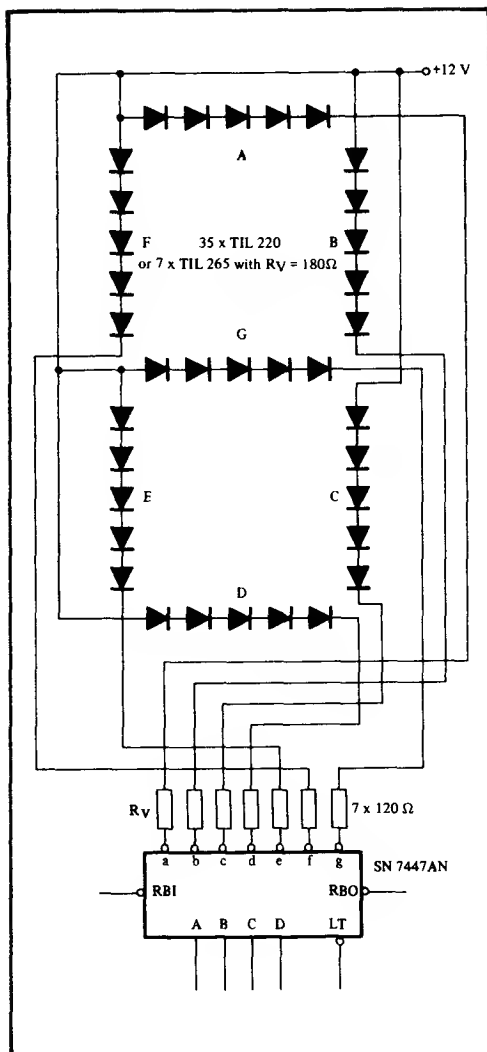 +12 V
A
F 35 x TIL 220 B
or 7 x TIL 265 with RV = 180Ω
G
E C
D
RV 7 x 120 Ω
a b c d e f g SN 7447AN
RBI RBO
A B C D LT